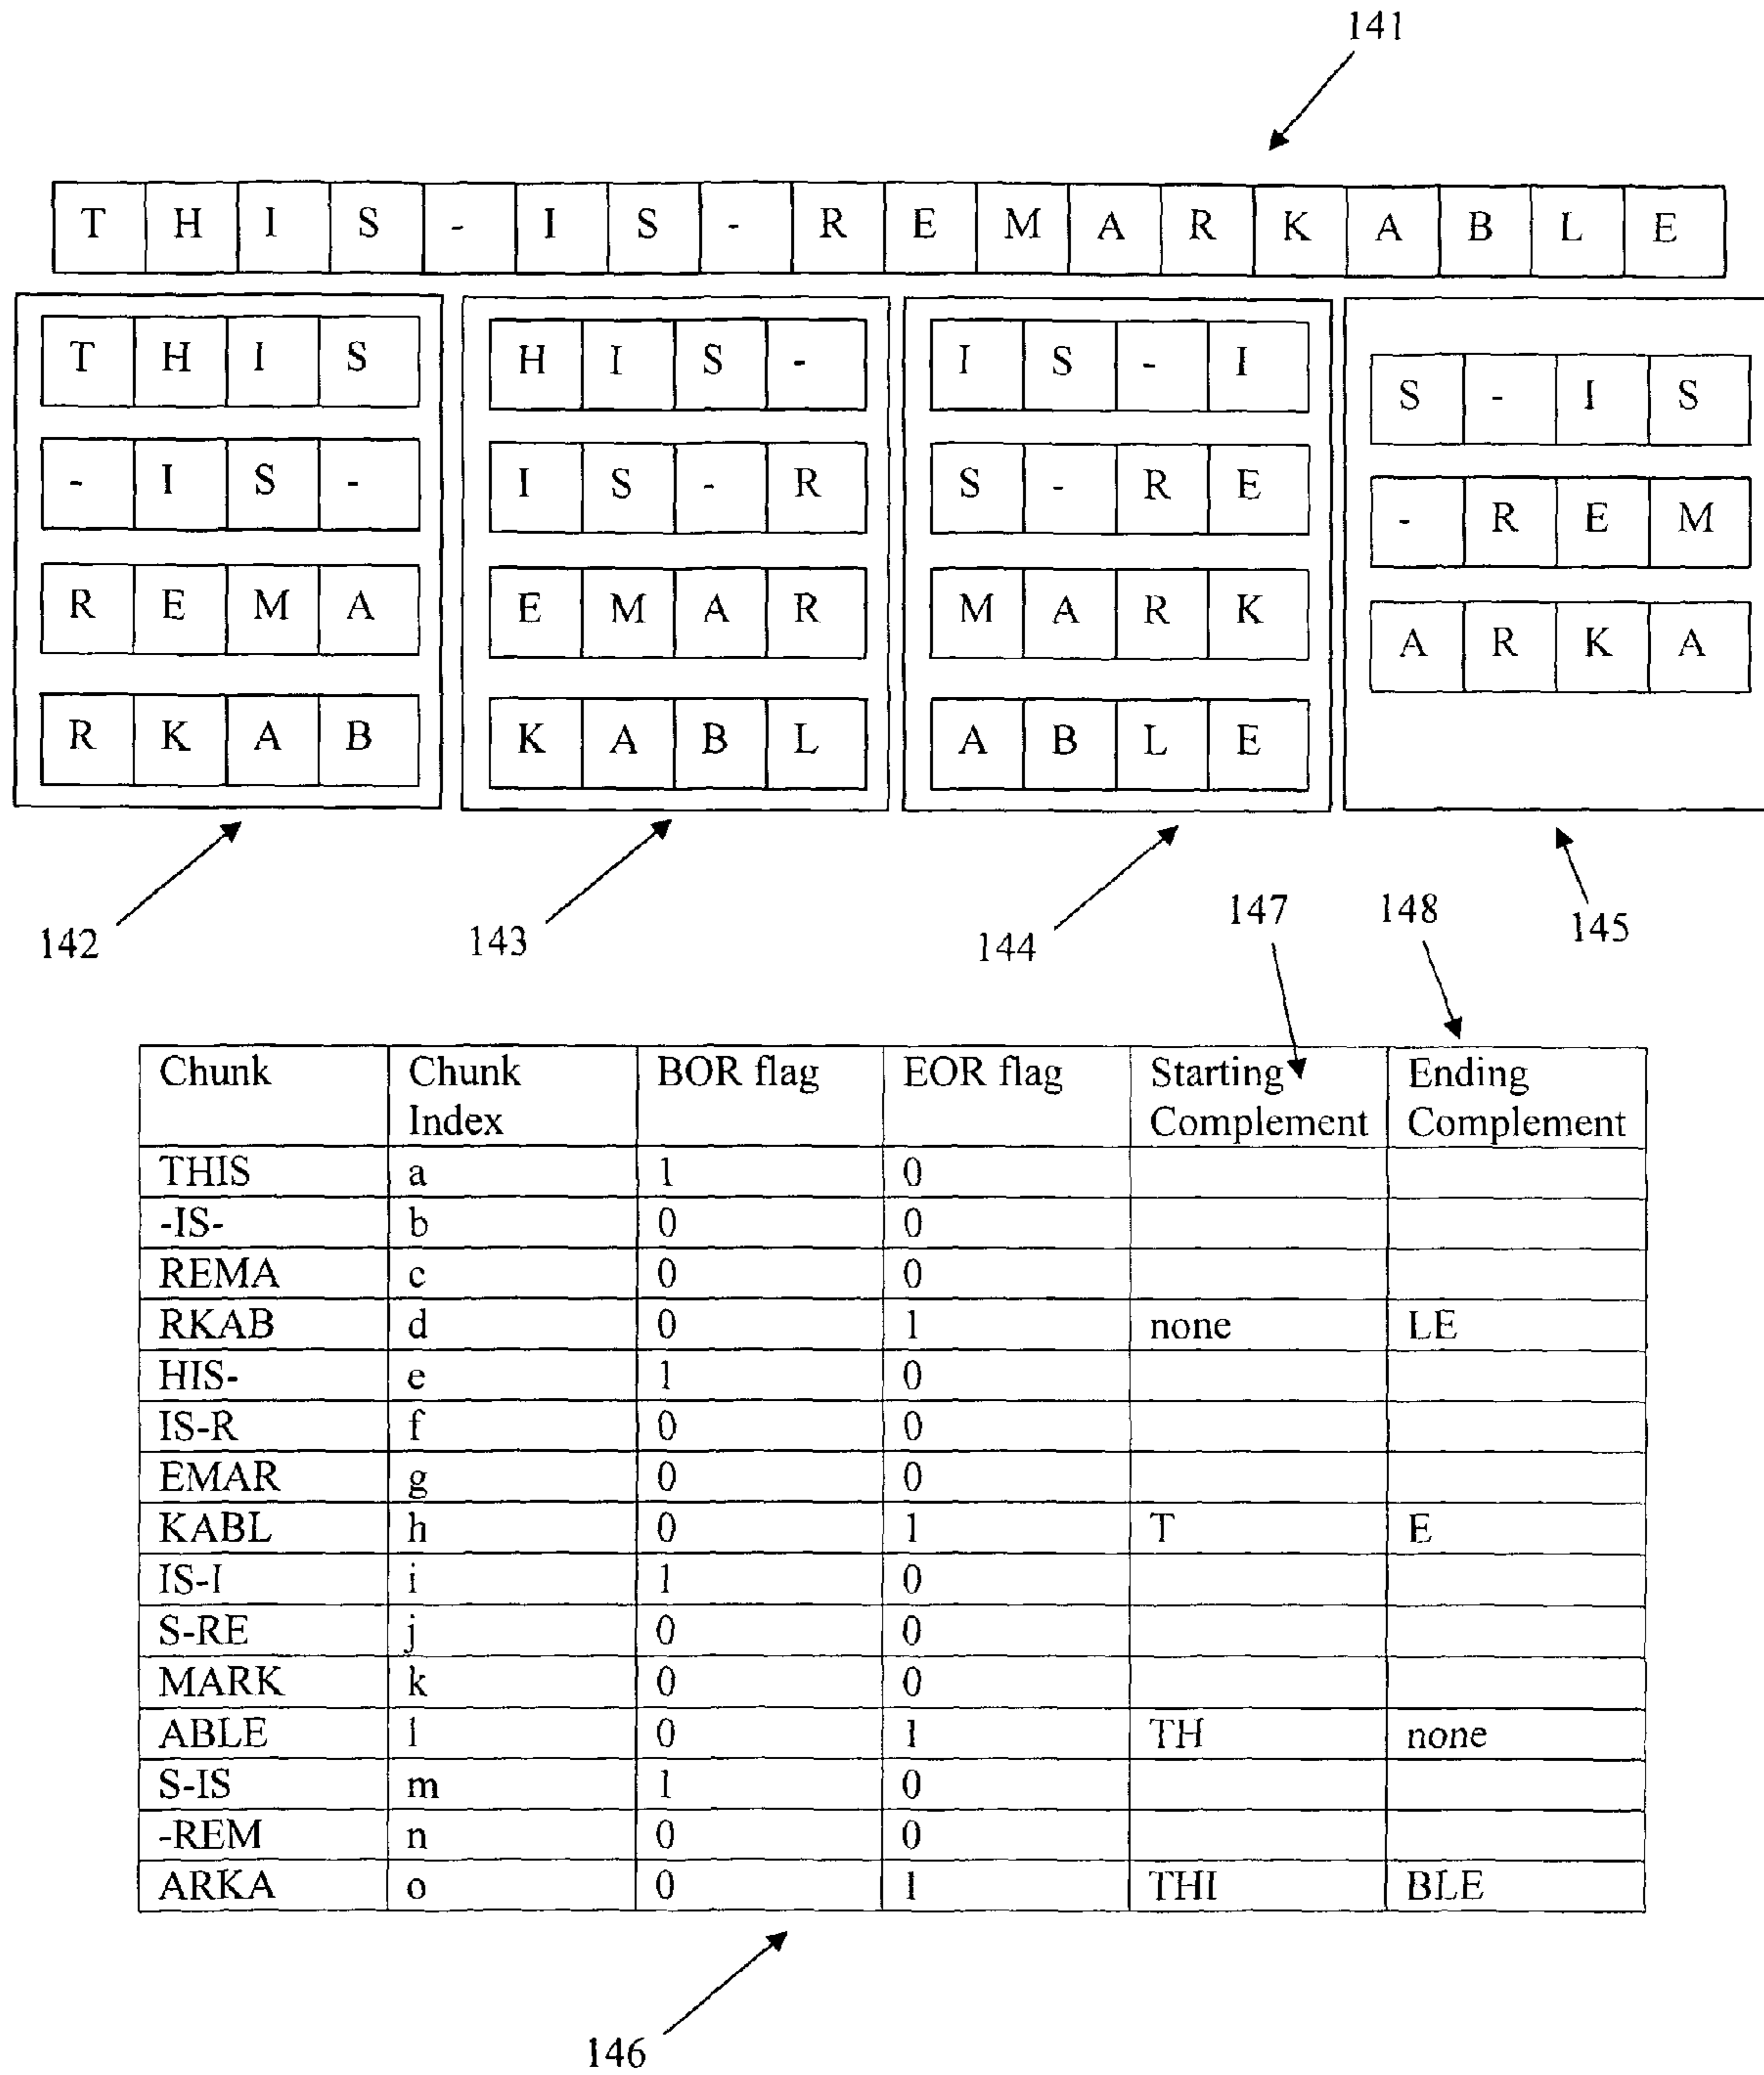 141
T H I S - I S - R E M A R K A B L E
T H I S
- I S -
R E M A
R K A B
H I S -
I S - R
E M A R
K A B L
I S - I
S - R E
M A R K
A B L E
S - I S
- R E M
A R K A
142
143
144
147
148
145
Chunk Chunk Index BOR flag EOR flag Starting Complement Ending Complement
THIS a 1 0
-IS- b 0 0
REMA c 0 0
RKAB d 0 1 none LE
HIS- e 1 0
IS-R f 0 0
EMAR g 0 0
KABL h 0 1 T E
IS-I i 1 0
S-RE j 0 0
MARK k 0 0
ABLE l 0 1 TH none
S-IS m 1 0
-REM n 0 0
ARKA o 0 1 THI BLE
146